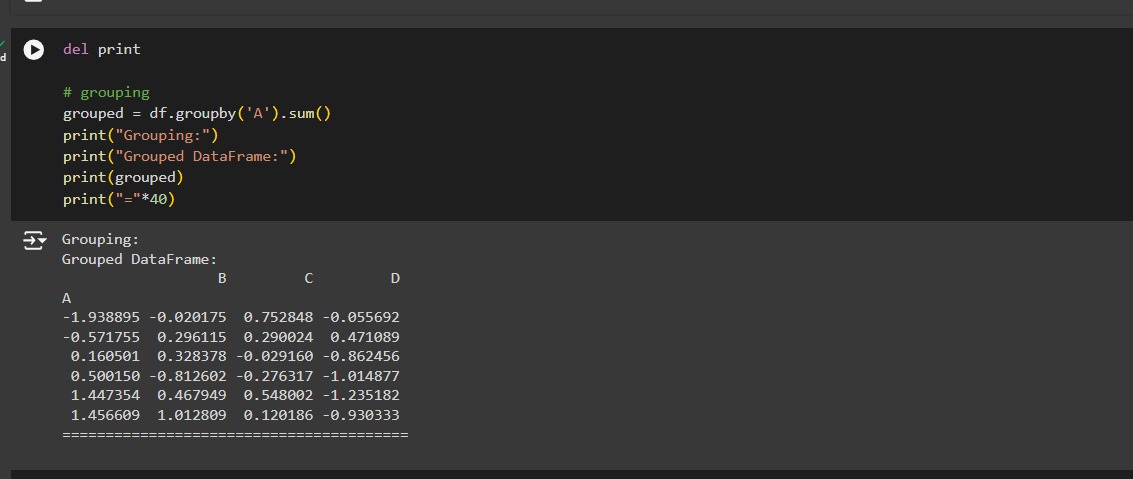 d
del print
# grouping
grouped = df.groupby('A').sum()
print("Grouping:")
print("Grouped DataFrame:")
print(grouped)
print("="*40)
Grouping:
Grouped DataFrame:
B C D
A
-1.938895 -0.020175 0.752848 -0.055692
-0.571755 0.296115 0.290024 0.471089
0.160501 0.328378 -0.029160 -0.862456
0.500150 -0.812602 -0.276317 -1.014877
1.447354 0.467949 0.548002 -1.235182
1.456609 1.012809 0.120186 -0.930333
========================================